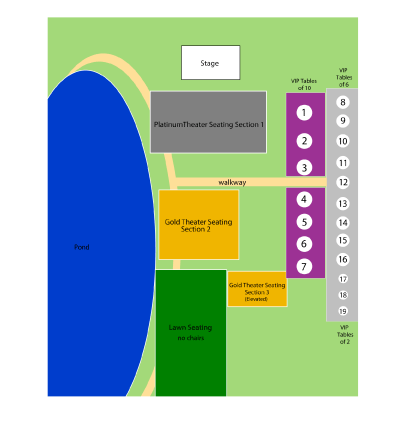 Stage
VIP
Tables
of 6
VIP Tables
of 10
PlatinumTheater Seating Section 1
1
2
3
4
5
6
7
8
9
10
11
12
13
14
15
16
17
18
19
walkway
Gold Theater Seating
Section 2
Pond
Gold Theater Seating
Section 3
(Elevated)
Lawn Seating
no chairs
VIP
Tables
of 2